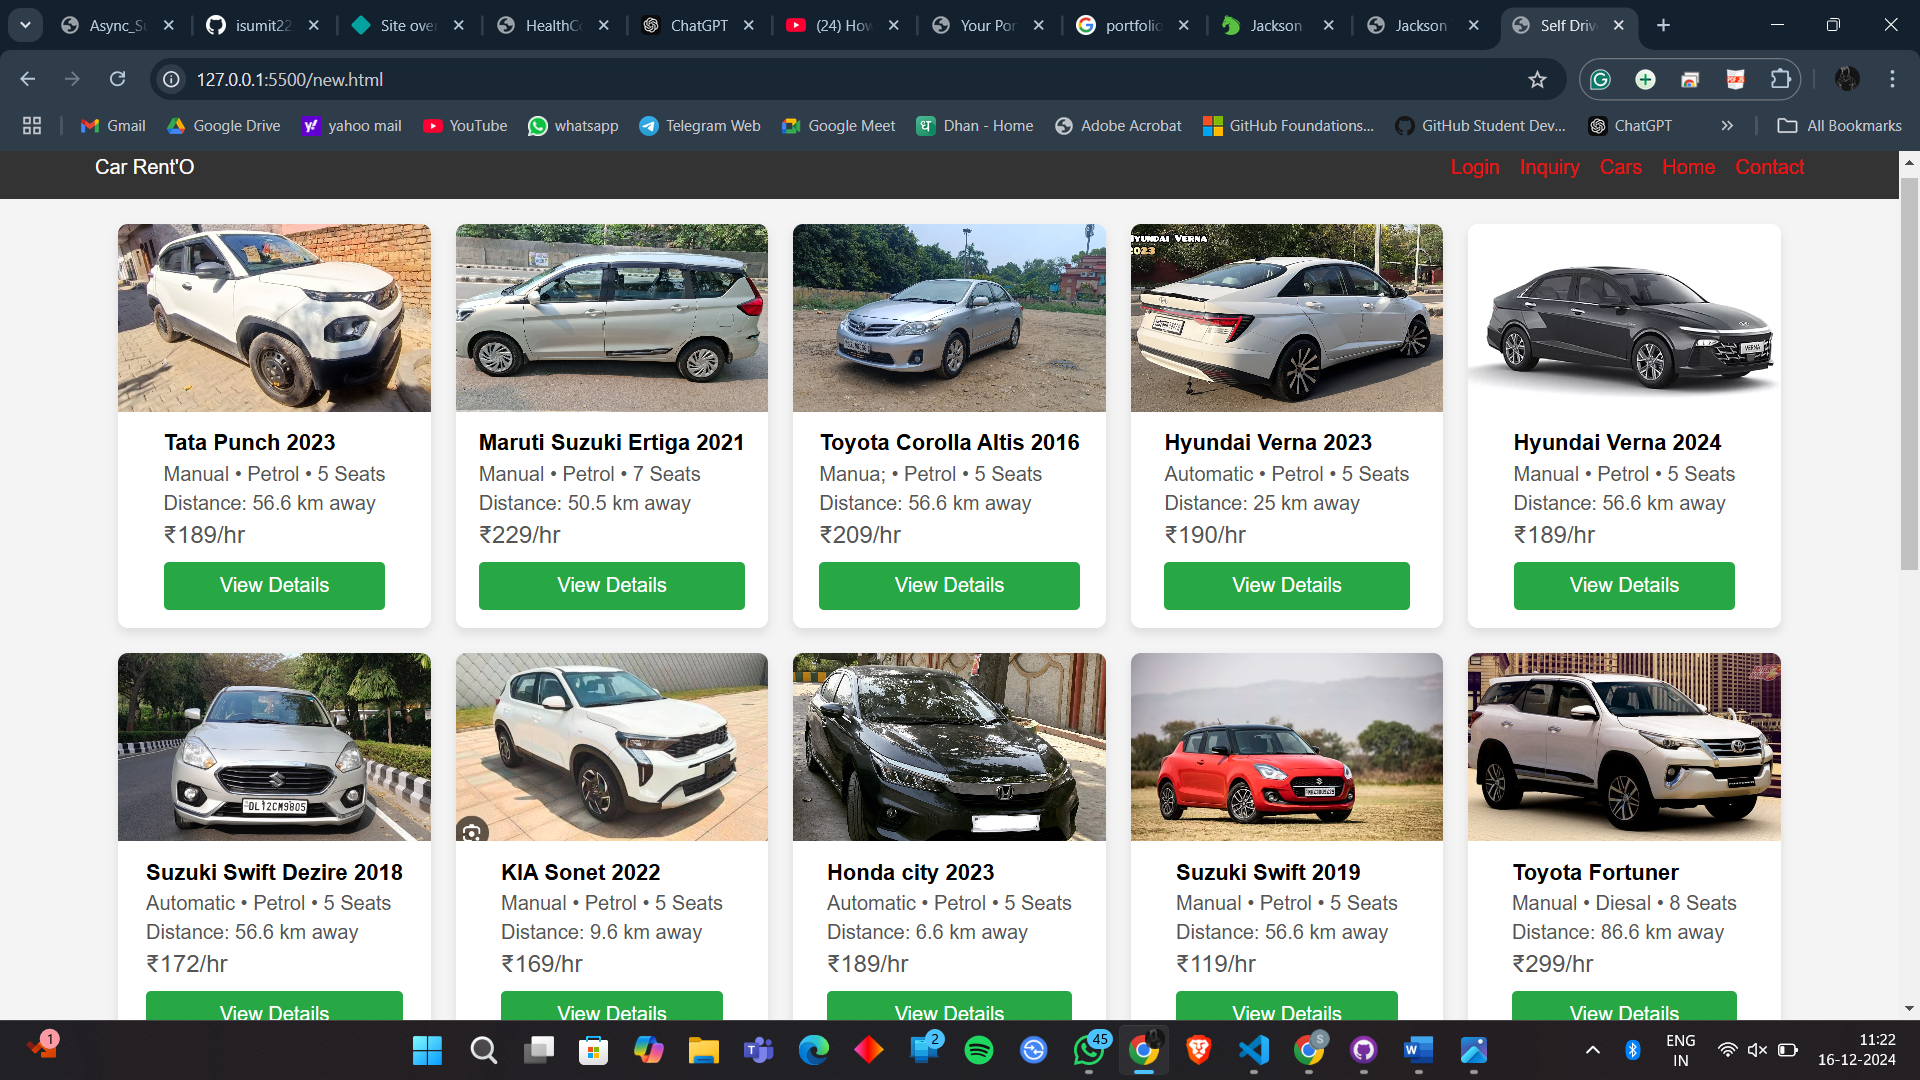 Async_S
isumit22
Site over
HealthCo
ChatGPT
(24) How
Your Por
portfolio
Jackson
Jackson
Self Driv
127.0.0.1:5500/new.html
Gmail
Google Drive
yahoo mail
YouTube
whatsapp
Telegram Web
Google Meet
Dhan - Home
Adobe Acrobat
GitHub Foundations...
GitHub Student Dev...
ChatGPT
All Bookmarks
Car Rent'O
Login Inquiry Cars Home Contact
HYUNDAI VERNA
2023
VERNA
Tata Punch 2023
Manual • Petrol • 5 Seats
Distance: 56.6 km away
₹189/hr
View Details
Maruti Suzuki Ertiga 2021
Manual • Petrol • 7 Seats
Distance: 50.5 km away
₹229/hr
View Details
Toyota Corolla Altis 2016
Manua; • Petrol • 5 Seats
Distance: 56.6 km away
₹209/hr
View Details
Hyundai Verna 2023
Automatic • Petrol • 5 Seats
Distance: 25 km away
₹190/hr
View Details
Hyundai Verna 2024
Manual • Petrol • 5 Seats
Distance: 56.6 km away
₹189/hr
View Details
DL12CM9805
Suzuki Swift Dezire 2018
Automatic • Petrol • 5 Seats
Distance: 56.6 km away
₹172/hr
View Details
KIA Sonet 2022
Manual • Petrol • 5 Seats
Distance: 9.6 km away
₹169/hr
View Details
Honda city 2023
Automatic • Petrol • 5 Seats
Distance: 6.6 km away
₹189/hr
View Details
Suzuki Swift 2019
Manual • Petrol • 5 Seats
Distance: 56.6 km away
₹119/hr
View Details
Toyota Fortuner
Manual • Diesal • 8 Seats
Distance: 86.6 km away
₹299/hr
View Details
1
2
45
S
ENG
IN
11:22
16-12-2024